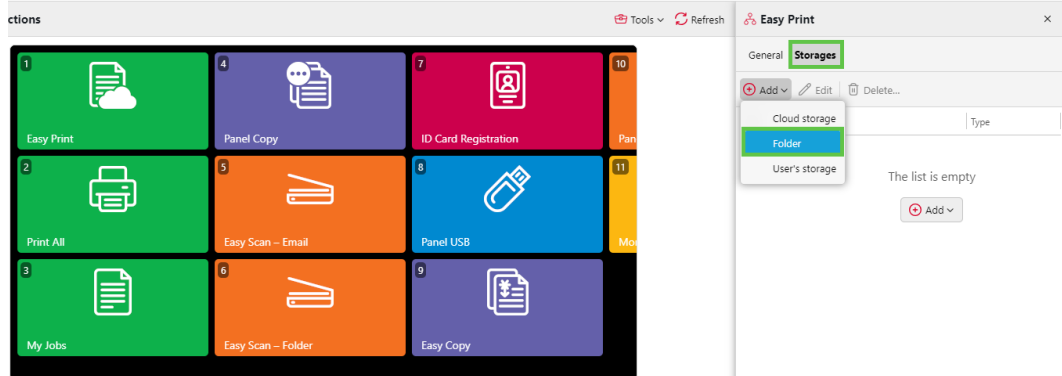 ctions
Tools
Refresh
1
Easy Print
4
Panel Copy
7
ID Card Registration
10
Pan
2
Print All
5
Easy Scan – Email
8
Panel USB
11
Mo
3
My Jobs
6
Easy Scan – Folder
9
Easy Copy
Easy Print
General Storages
Add Edit Delete...
Cloud storage
Folder
User's storage
Type
The list is empty
Add